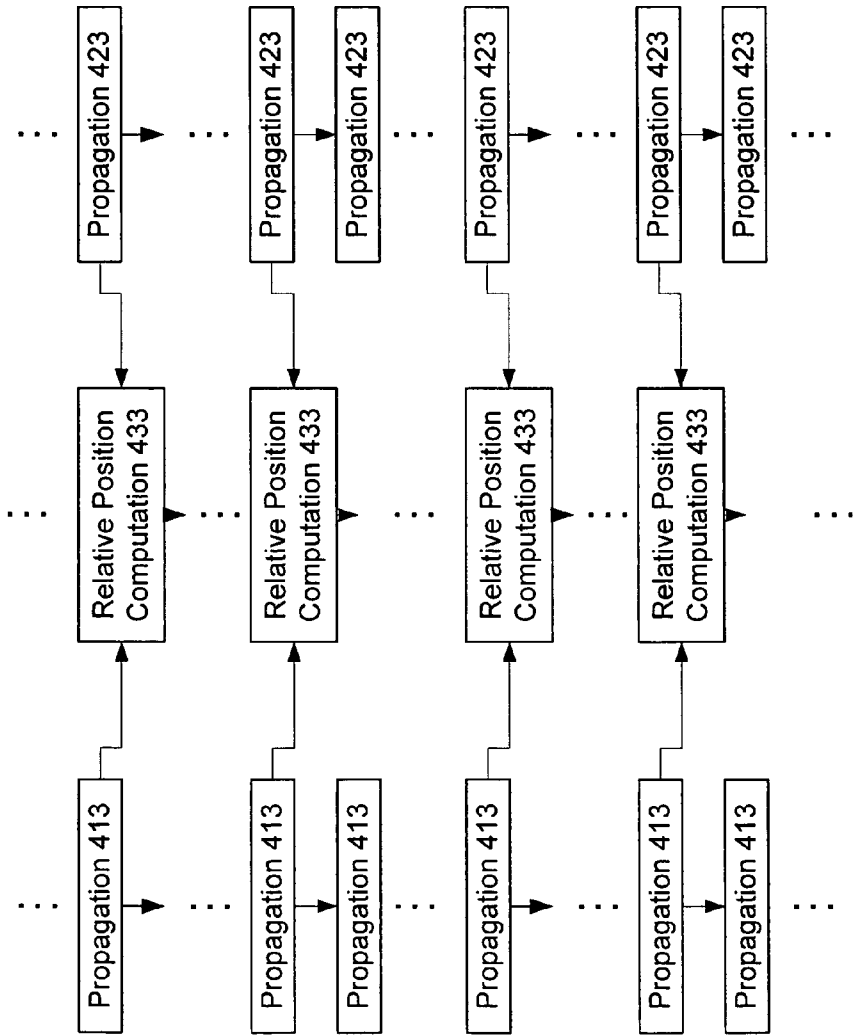 ... ... ...
Propagation 413
Relative Position
Computation 433
Propagation 423
... ... ...
Propagation 413
Relative Position
Computation 433
Propagation 423
Propagation 413
Propagation 423
... ... ...
Propagation 413
Relative Position
Computation 433
Propagation 423
... ... ...
Propagation 413
Relative Position
Computation 433
Propagation 423
Propagation 413
Propagation 423
... ... ...